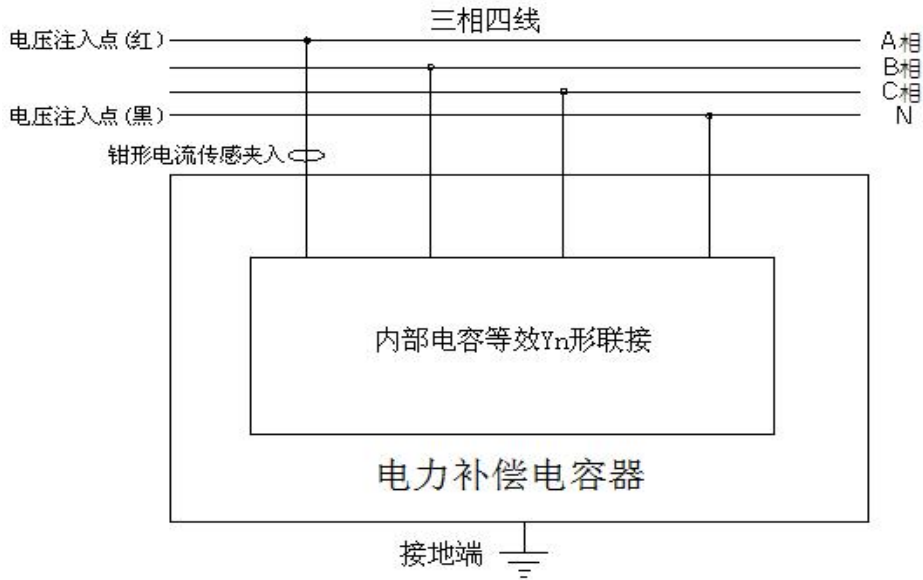 三相四线
电压注入点(红)
A相
B相
C相
电压注入点(黑)
N
钳形电流传感夹入
内部电容等效Yn形联接
电力补偿电容器
接地端